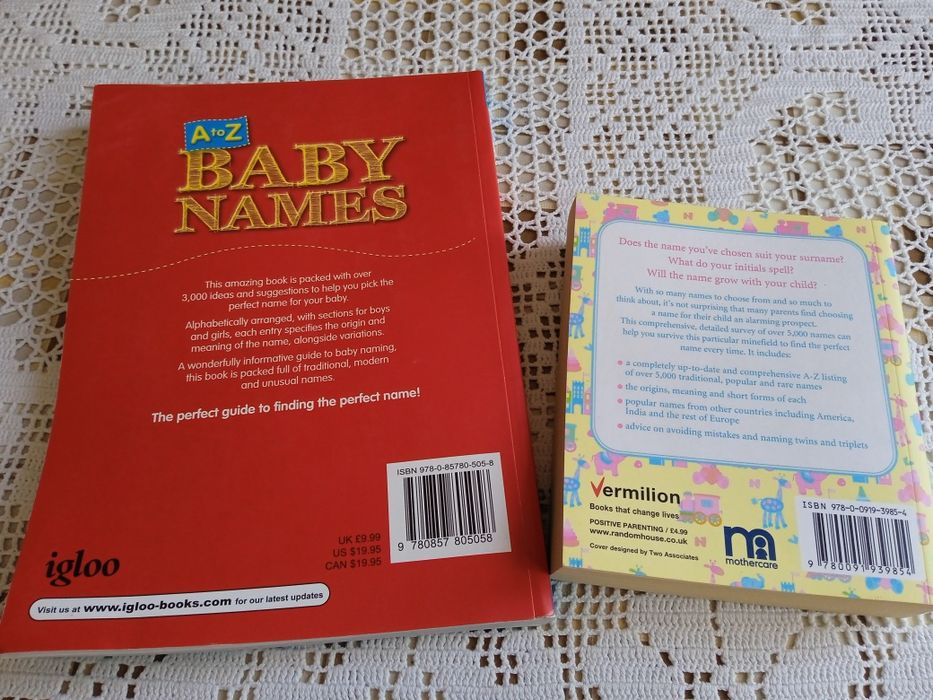 A to Z
BABY
NAMES
This amazing book is packed with over
3,000 ideas and suggestions to help you pick the
perfect name for your baby.
Alphabetically arranged, with sections for boys
and girls, each entry specifies the origin and
meaning of the name, alongside variations.
A wonderfully informative guide to baby naming,
this book is packed full of traditional, modern
and unusual names.
The perfect guide to finding the perfect name!
ISBN 978-0-85780-505-8
9 780857 805058
UK £9.99
US $19.95
CAN $19.95
igloo
Visit us at www.igloo-books.com for our latest updates
Does the name you've chosen suit your surname?
What do your initials spell?
Will the name grow with your child?
With so many names to choose from and so much to
think about, it's not surprising that many parents find choosing
a name for their child an alarming prospect.
This comprehensive, detailed survey of over 5,000 names can
help you survive this particular minefield to find the perfect
name every time. It includes:
• a completely up-to-date and comprehensive A-Z listing
of over 5,000 traditional, popular and rare names
• the origins, meaning and short forms of each
• popular names from other countries including America,
India and the rest of Europe
• advice on avoiding mistakes and naming twins and triplets
Vermilion
Books that change lives
POSITIVE PARENTING / £4.99
www.randomhouse.co.uk
Cover designed by Two Associates
mothercare
ISBN 978-0-0919-3985-4
9 780091 939854